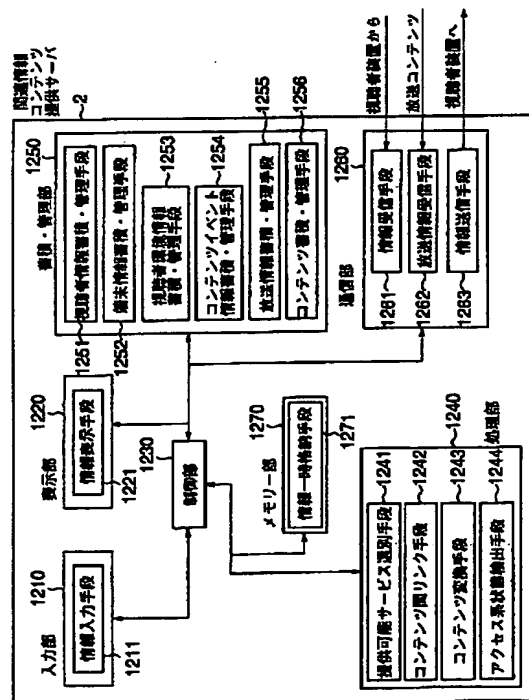 関連情報
コンテンツ
提供サーバ
2
入力部
1210
情報入力手段
1211
表示部
1220
情報表示手段
1221
制御部
1230
蓄積・管理部
1250
視聴者情報蓄積・管理手段
1251
端末情報蓄積・管理手段
1252
視聴者環境情報
蓄積・管理手段
1253
コンテンツイベント
情報蓄積・管理手段
1254
放送情報蓄積・管理手段
1255
コンテンツ蓄積・管理手段
1256
メモリー部
1270
情報一時格納手段
1271
通信部
1260
情報受信手段
1261
視聴者装置から
放送情報受信手段
1262
放送コンテンツ
情報送信手段
1263
視聴者装置へ
1240
処理部
提供可能サービス選別手段
1241
コンテンツ間リンク手段
1242
コンテンツ変換手段
1243
アクセス系状態検出手段
1244